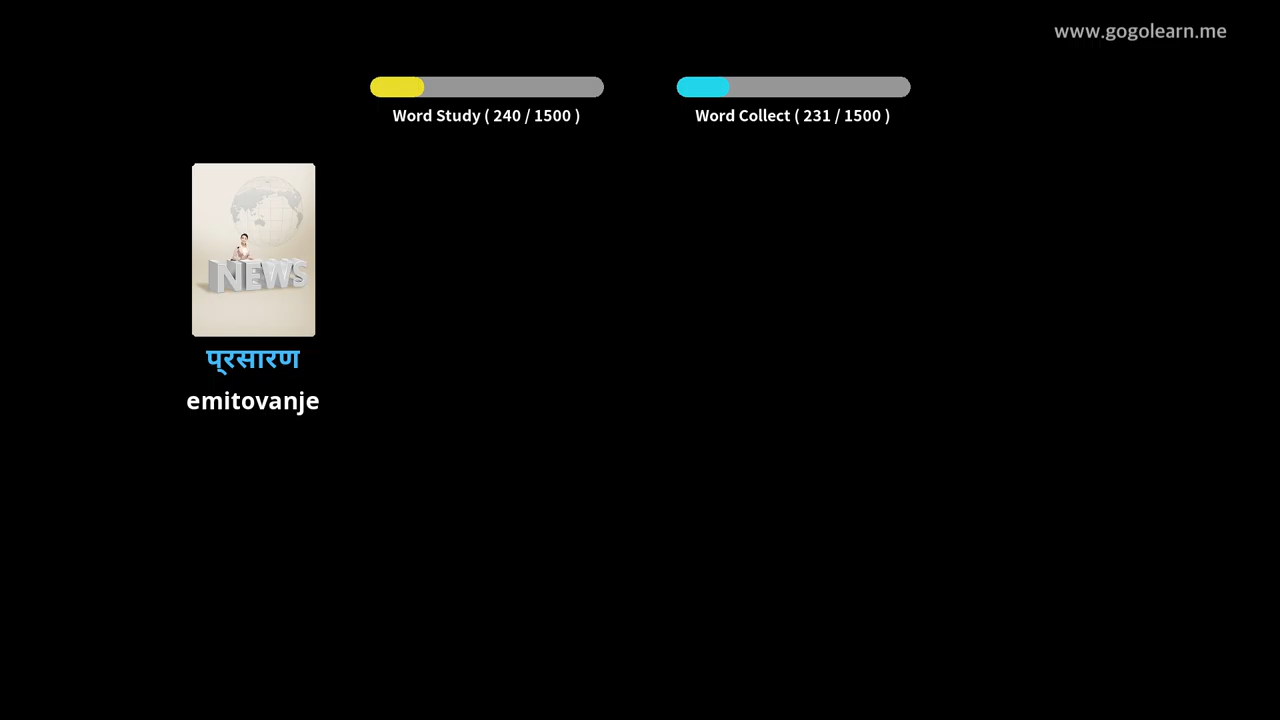 www.gogolearn.me
Word Study ( 240 / 1500 )
Word Collect ( 231 / 1500 )
NEWS
प्रसारण
emitovanje